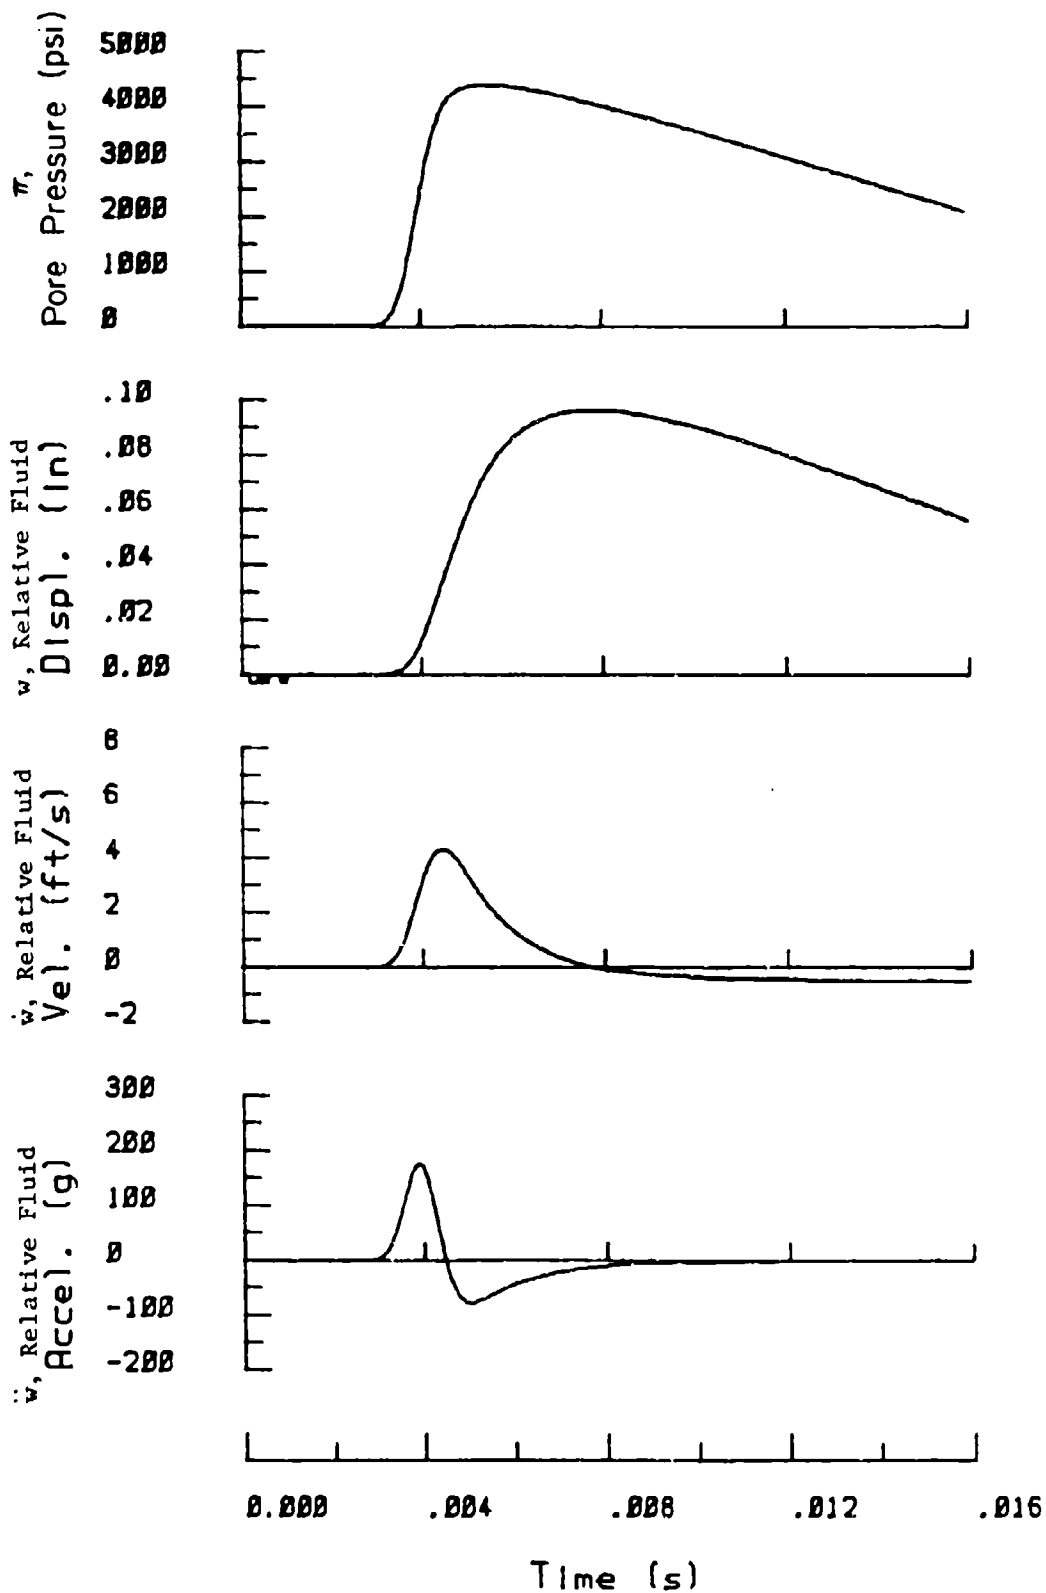 π,
Pore Pressure (psi)
5000
4000
3000
2000
1000
0
w, Relative Fluid
Displ. (in)
.10
.08
.06
.04
.02
0.00
ẇ, Relative Fluid
Vel. (ft/s)
8
6
4
2
0
-2
ẅ, Relative Fluid
Accel. (g)
300
200
100
0
-100
-200
0.000 .004 .008 .012 .016
Time (s)